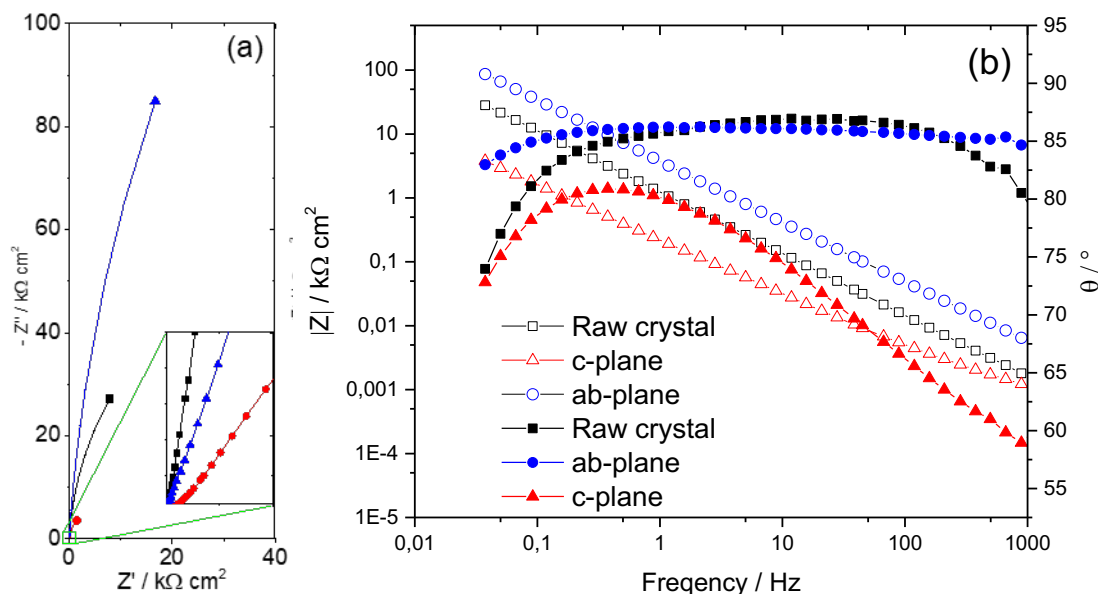 (a)
100
80
60
40
20
0
- Z'' / kΩ cm²
0
20
40
Z' / kΩ cm²
(b)
100
10
1
0,1
0,01
0,001
1E-4
1E-5
|Z| / kΩ cm²
95
90
85
80
75
70
65
60
55
θ / °
Raw crystal
c-plane
ab-plane
Raw crystal
ab-plane
c-plane
0,01
0,1
1
10
100
1000
Freqency / Hz